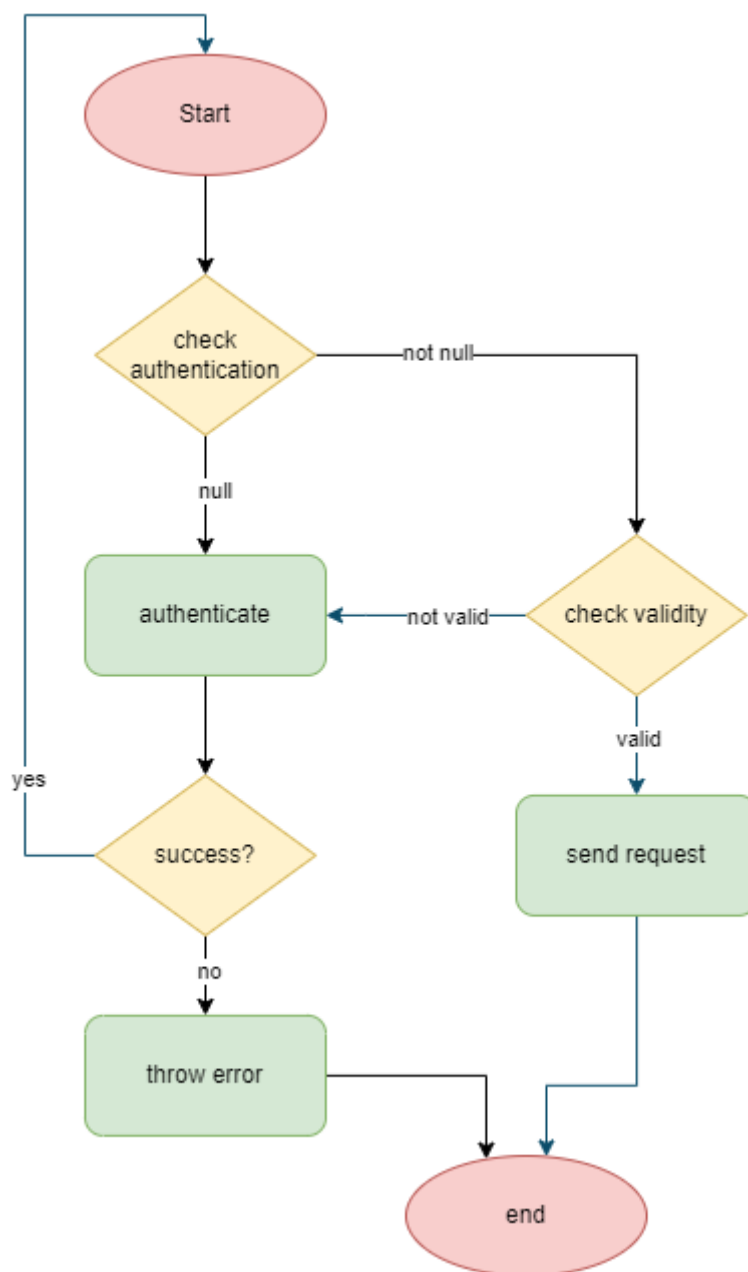 Start
check
authentication
not null
null
authenticate
not valid
check validity
valid
yes
success?
send request
no
throw error
end